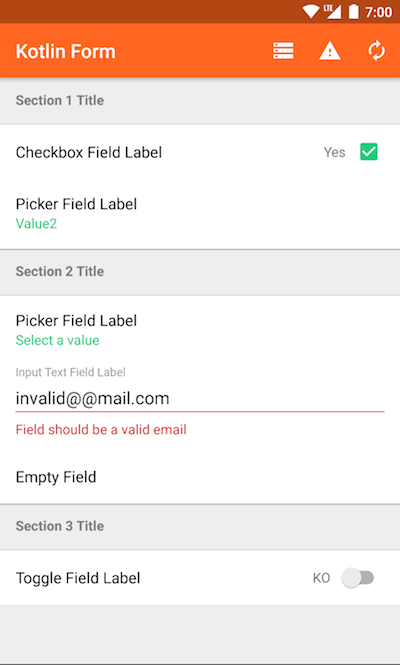 LTE 7:00
Kotlin Form
Section 1 Title
Checkbox Field Label Yes
Picker Field Label
Value2
Section 2 Title
Picker Field Label
Select a value
Input Text Field Label
invalid@@mail.com
Field should be a valid email
Empty Field
Section 3 Title
Toggle Field Label KO